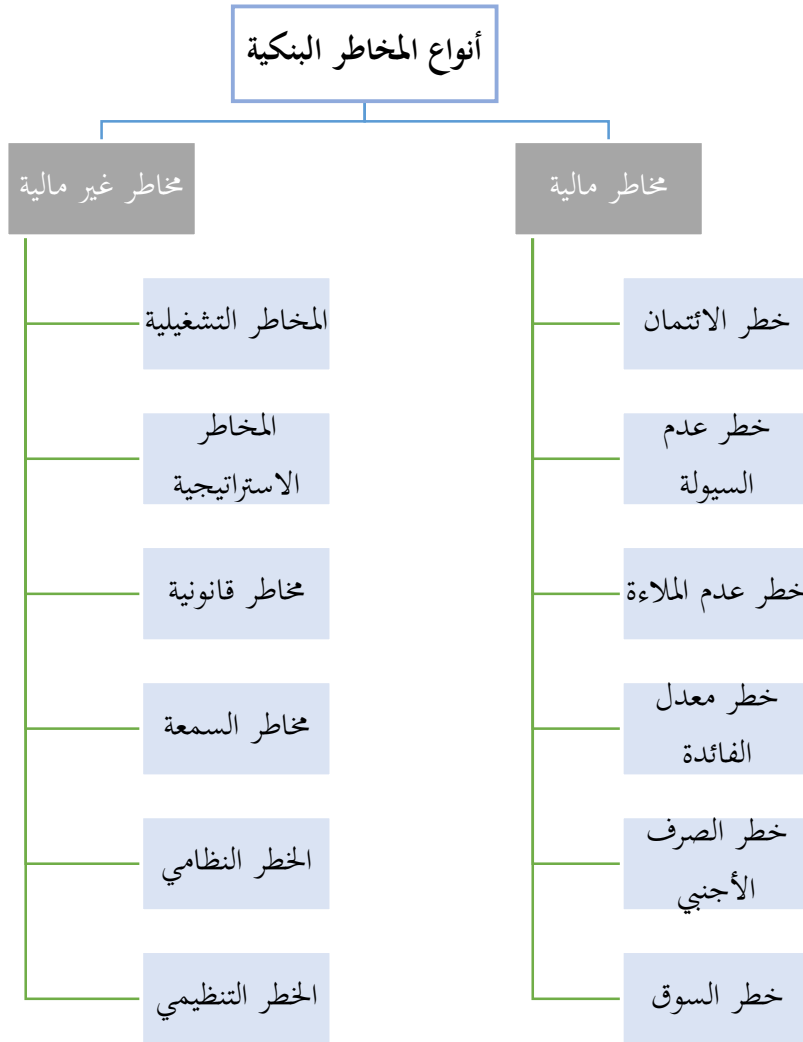 أنواع المخاطر البنكية
مخاطر مالية
خطر الائتمان
خطر عدم
السيولة
خطر عدم الملاءة
خطر معدل
الفائدة
خطر الصرف
الأجنبي
خطر السوق
مخاطر غير مالية
المخاطر التشغيلية
المخاطر
الاستراتيجية
مخاطر قانونية
مخاطر السمعة
الخطر النظامي
الخطر التنظيمي